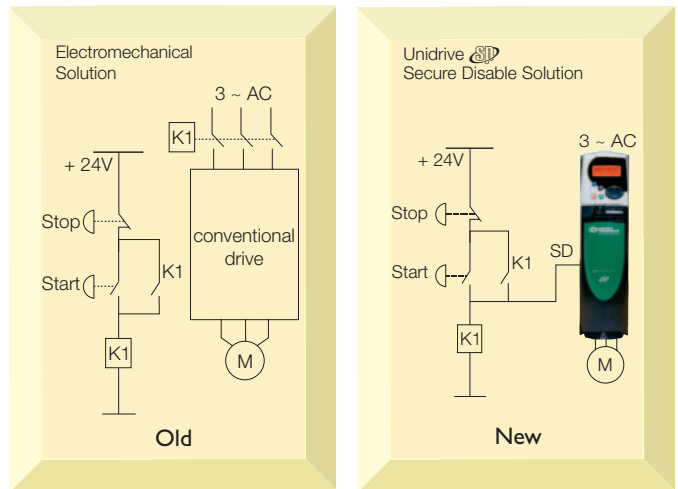 Electromechanical
Solution
3 ~ AC
K1
+ 24V
Stop
conventional
drive
K1
Start
K1
M
Old
Unidrive SP
Secure Disable Solution
3 ~ AC
+ 24V
Stop
Start
K1
SD
K1
M
New